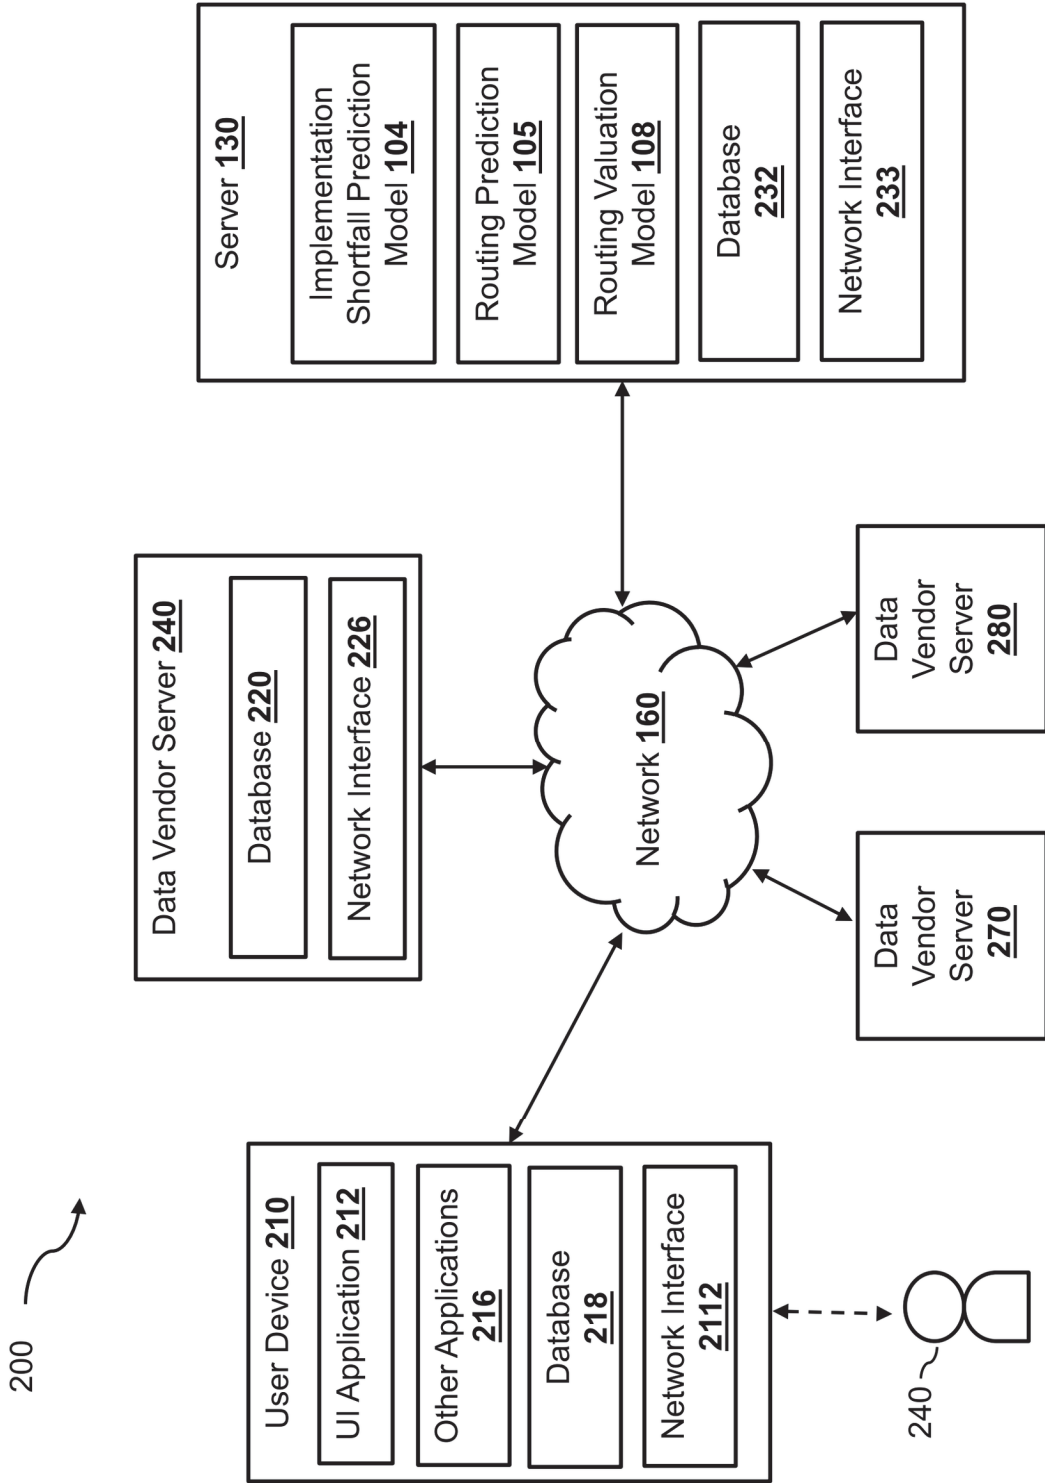 200
User Device 210
UI Application 212
Other Applications
216
Database
218
Network Interface
2112
240
Data Vendor Server 240
Database 220
Network Interface 226
Network 160
Data
Vendor
Server
270
Data
Vendor
Server
280
Server 130
Implementation
Shortfall Prediction
Model 104
Routing Prediction
Model 105
Routing Valuation
Model 108
Database
232
Network Interface
233